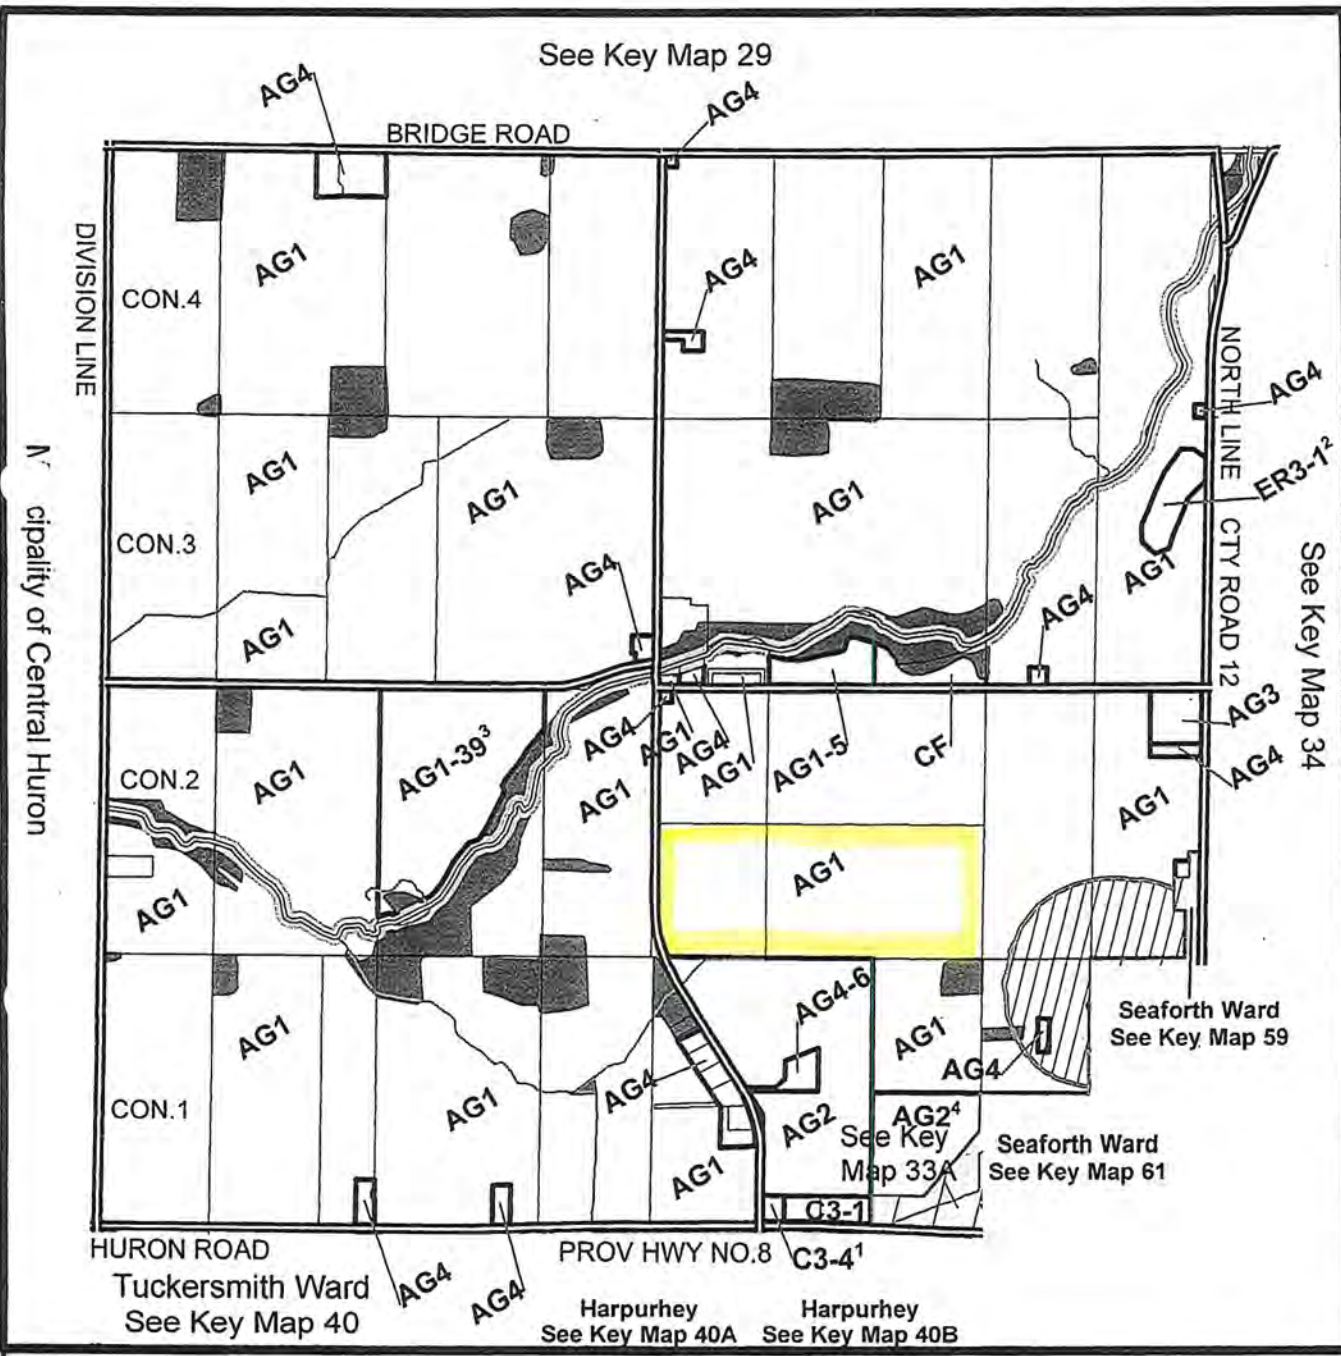 See Key Map 29
AG4
AG4
BRIDGE ROAD
DIVISION LINE
AG1
AG4
AG1
CON.4
NORTH LINE
AG4
cipality of Central Huron
AG1
AG1
AG1
ER3-1²
CON.3
CTY ROAD 12
See Key Map 34
AG4
AG1
AG4
AG1
AG3
AG4
AG1-39³
AG4
AG1
AG4
AG1
AG1-5
CF
CON.2
AG1
AG1
AG1
AG1
AG1
AG4-6
Seaforth Ward
See Key Map 59
AG1
AG1
AG4
AG4
CON.1
AG1
AG2
AG2⁴
See Key
Map 33A
Seaforth Ward
See Key Map 61
AG1
C3-1
HURON ROAD
PROV HWY NO.8
C3-4¹
Tuckersmith Ward
See Key Map 40
AG4
AG4
Harpurhey
See Key Map 40A
Harpurhey
See Key Map 40B